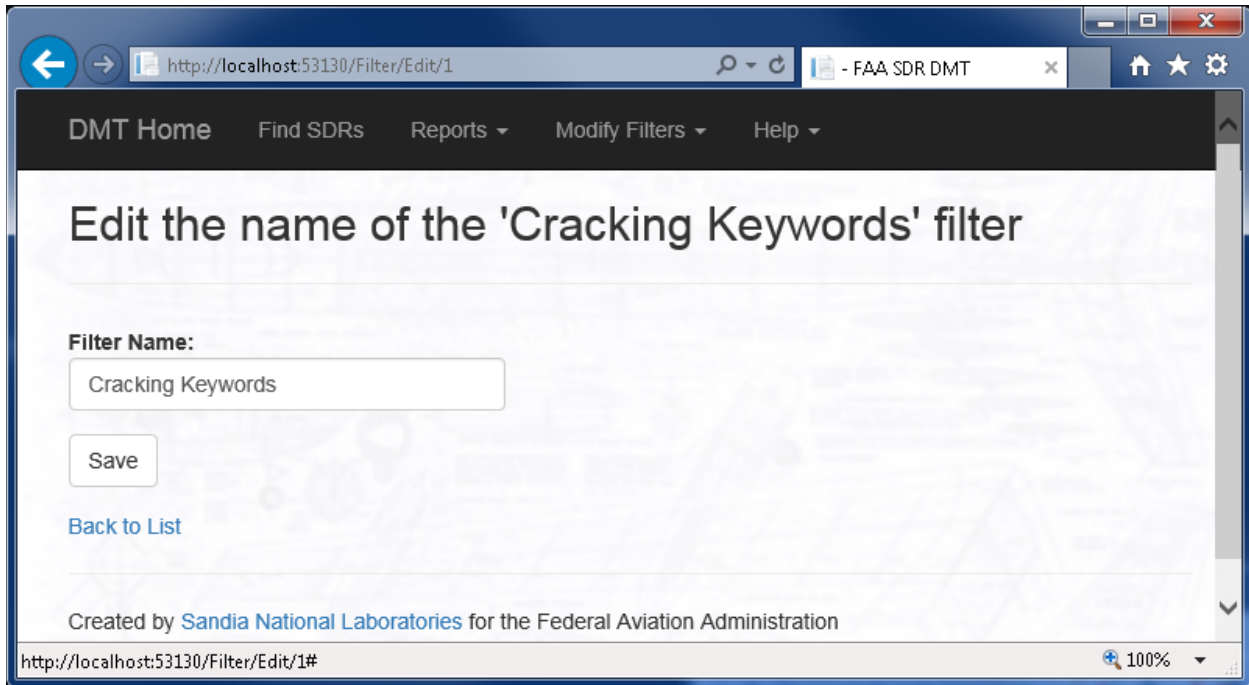 http://localhost:53130/Filter/Edit/1
- FAA SDR DMT
DMT Home Find SDRs Reports Modify Filters Help
Edit the name of the 'Cracking Keywords' filter
Filter Name:
Cracking Keywords
Save
Back to List
Created by Sandia National Laboratories for the Federal Aviation Administration
http://localhost:53130/Filter/Edit/1#
100%